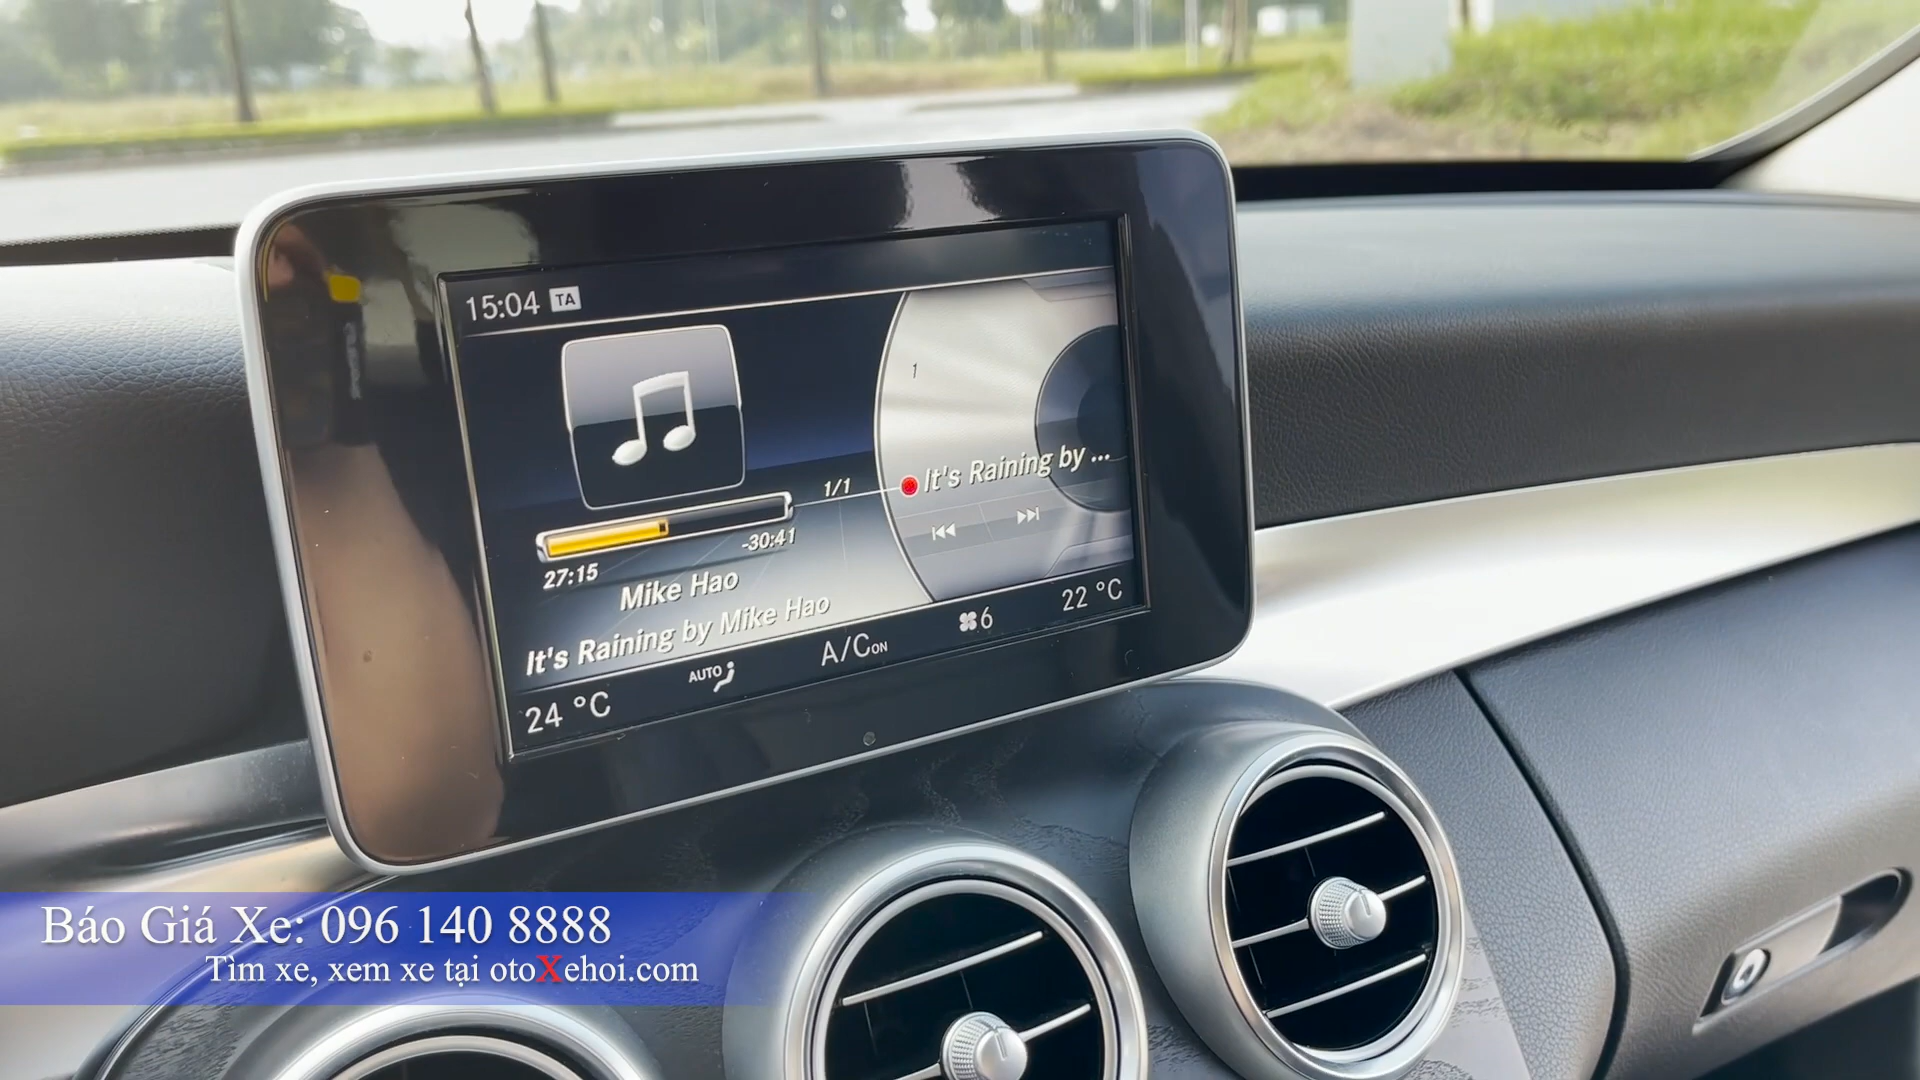 15:04 TA
1
1/1
It's Raining by ...
27:15
-30:41
Mike Hao
It's Raining by Mike Hao
24 °C
AUTO
A/C ON
6
22 °C
Báo Giá Xe: 096 140 8888
Tìm xe, xem xe tại otoXehoi.com